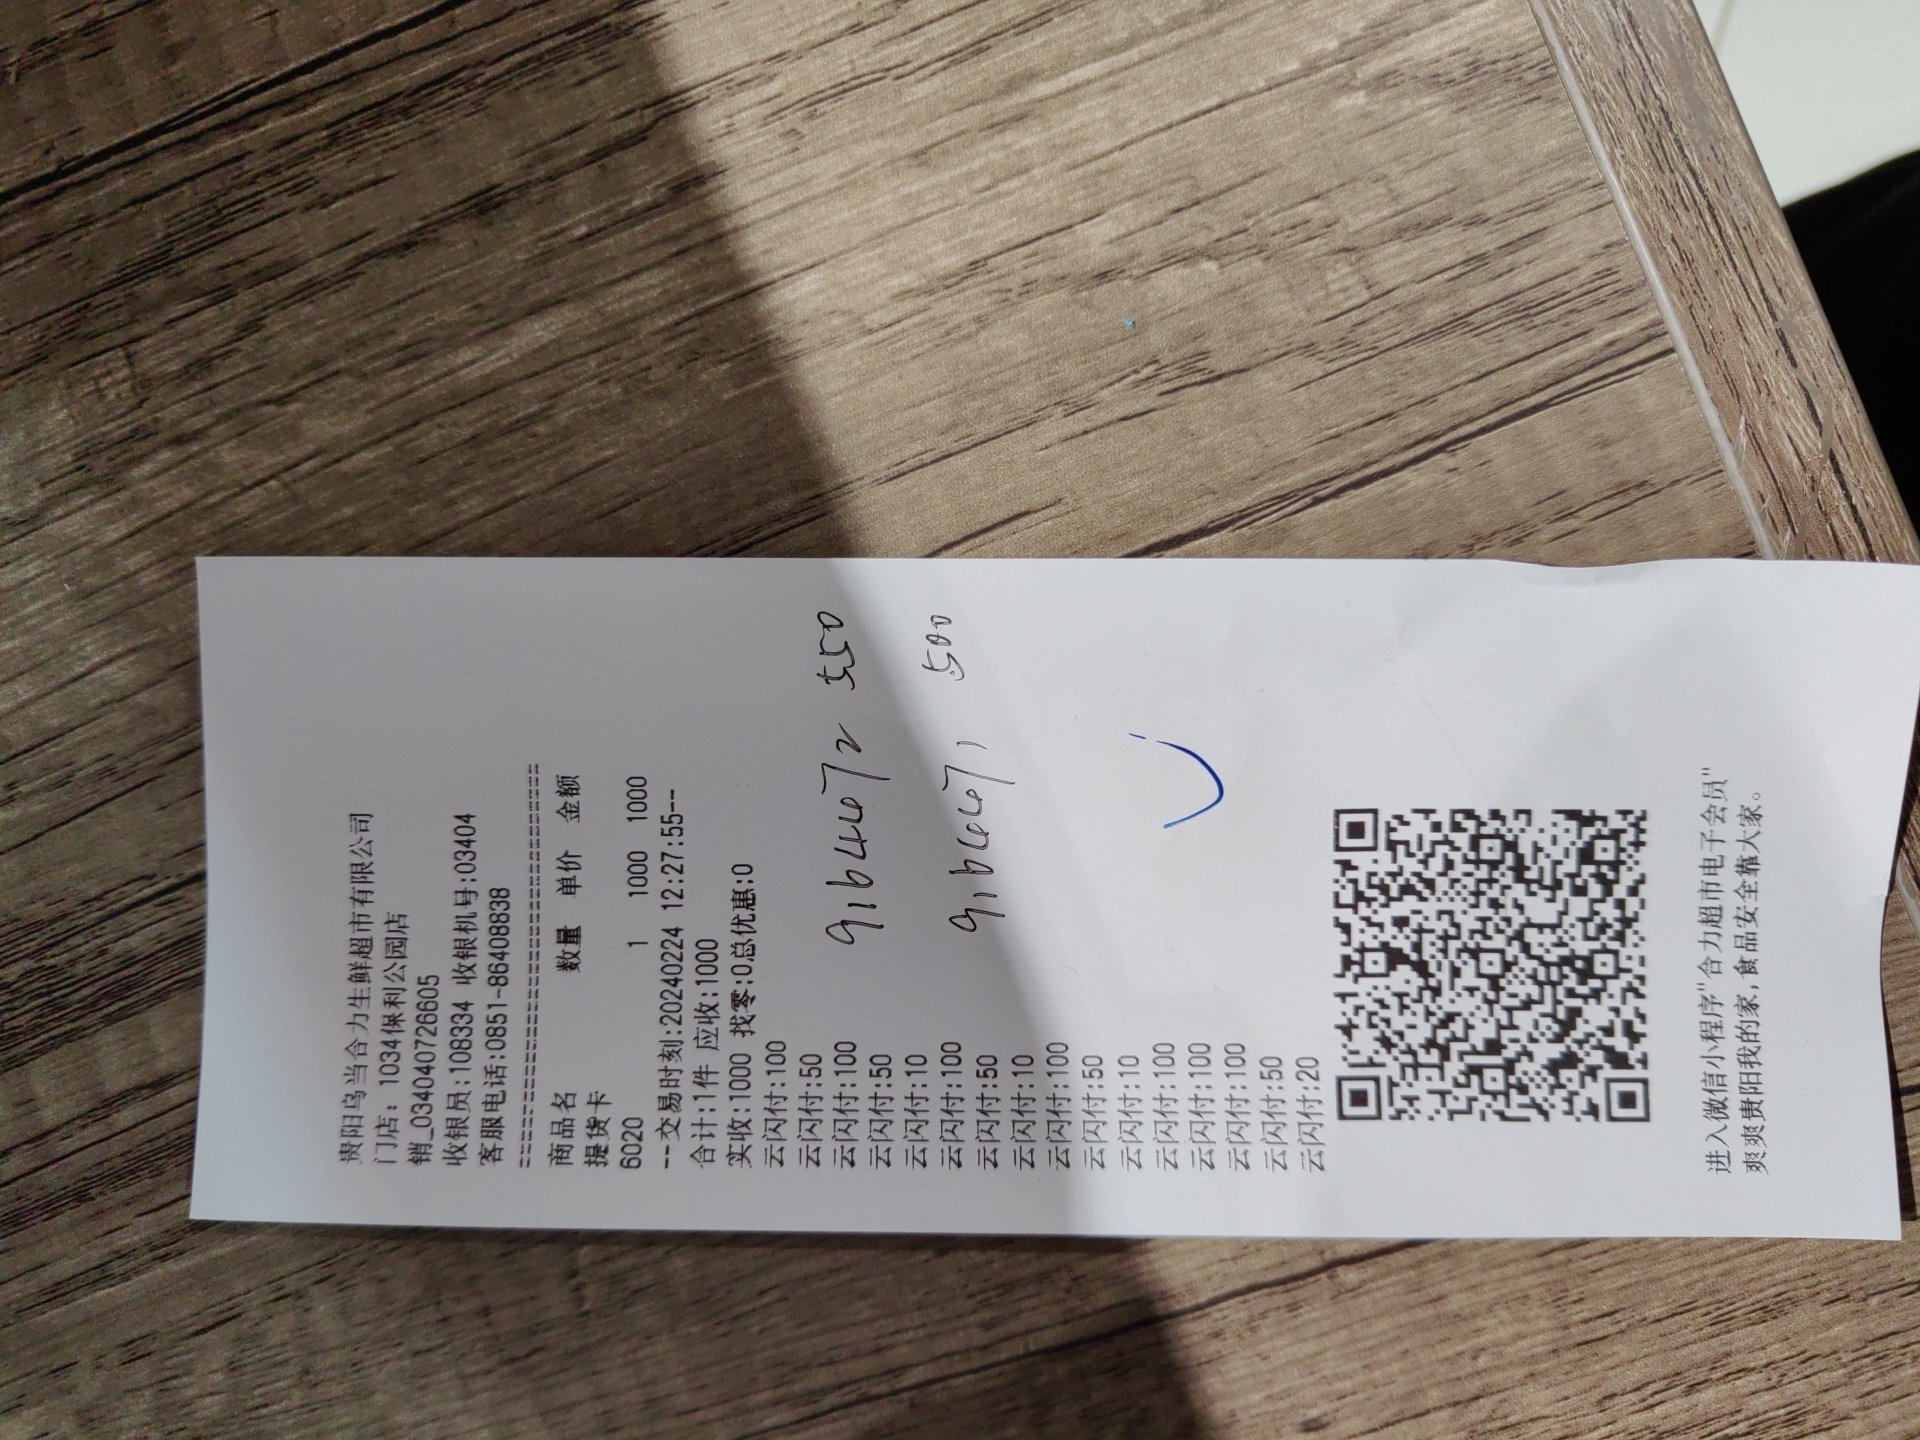 贵阳乌当合力生鲜超市有限公司
门店: 1034保利公园店
销_034040726605
收银员:108334 收银机号:03404
客服电话:0851-86408838
商品名 数量 单价 金额
提货卡
6020 1 1000 1000
--交易时刻:20240224 12:27:55--
合计:1件 应收:1000
实收:1000 找零:0总优惠:0
云闪付:100
云闪付:50
云闪付:100
云闪付:50
云闪付:10
云闪付:100
云闪付:50
云闪付:10
云闪付:100
云闪付:50
云闪付:10
云闪付:100
云闪付:100
云闪付:100
云闪付:50
云闪付:20
9164472 550
9164471 500
进入微信小程序"合力超市电子会员"
爽爽贵阳我的家,食品安全靠大家。